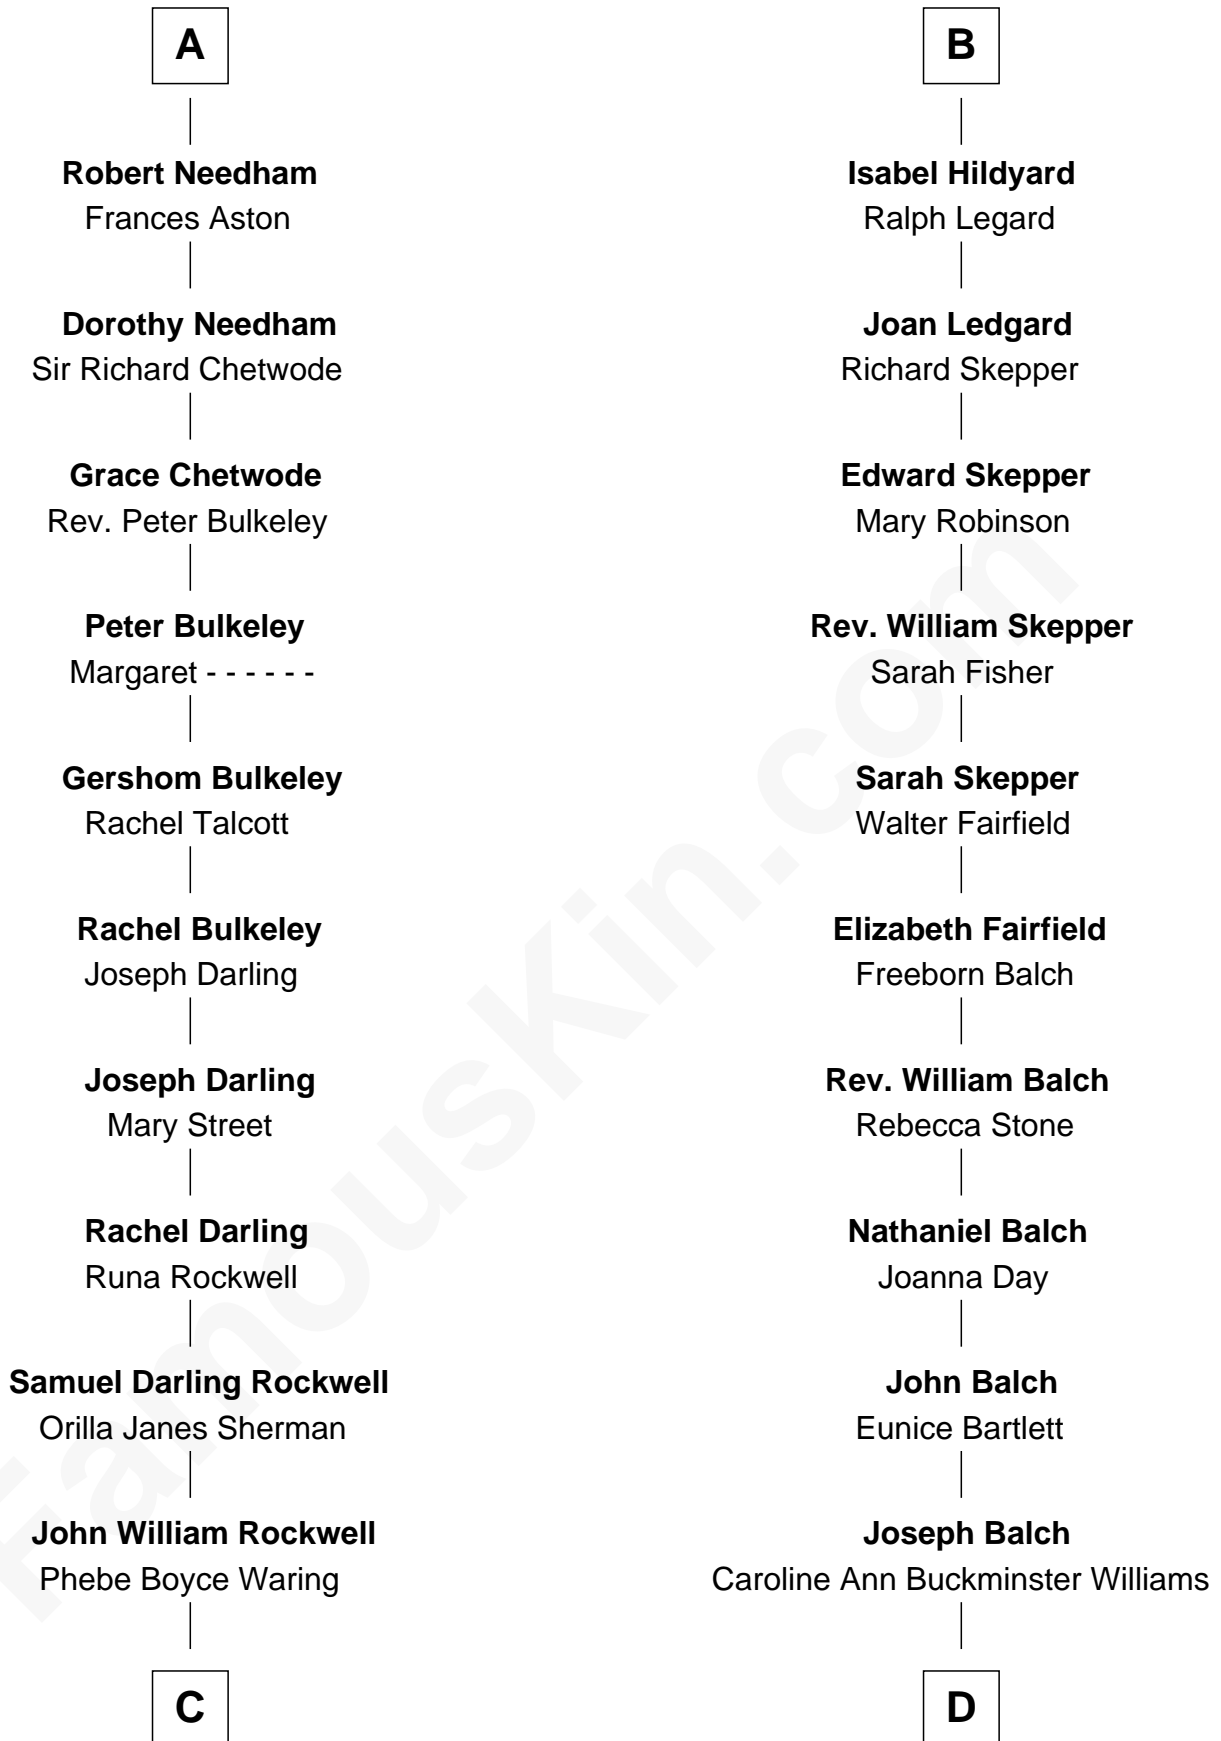 A
Robert Needham
Frances Aston
Dorothy Needham
Sir Richard Chetwode
Grace Chetwode
Rev. Peter Bulkeley
Peter Bulkeley
Margaret - - - - - -
Gershom Bulkeley
Rachel Talcott
Rachel Bulkeley
Joseph Darling
Joseph Darling
Mary Street
Rachel Darling
Runa Rockwell
Samuel Darling Rockwell
Orilla Janes Sherman
John William Rockwell
Phebe Boyce Waring
C
B
Isabel Hildyard
Ralph Legard
Joan Ledgard
Richard Skepper
Edward Skepper
Mary Robinson
Rev. William Skepper
Sarah Fisher
Sarah Skepper
Walter Fairfield
Elizabeth Fairfield
Freeborn Balch
Rev. William Balch
Rebecca Stone
Nathaniel Balch
Joanna Day
John Balch
Eunice Bartlett
Joseph Balch
Caroline Ann Buckminster Williams
D
FamousKin.com